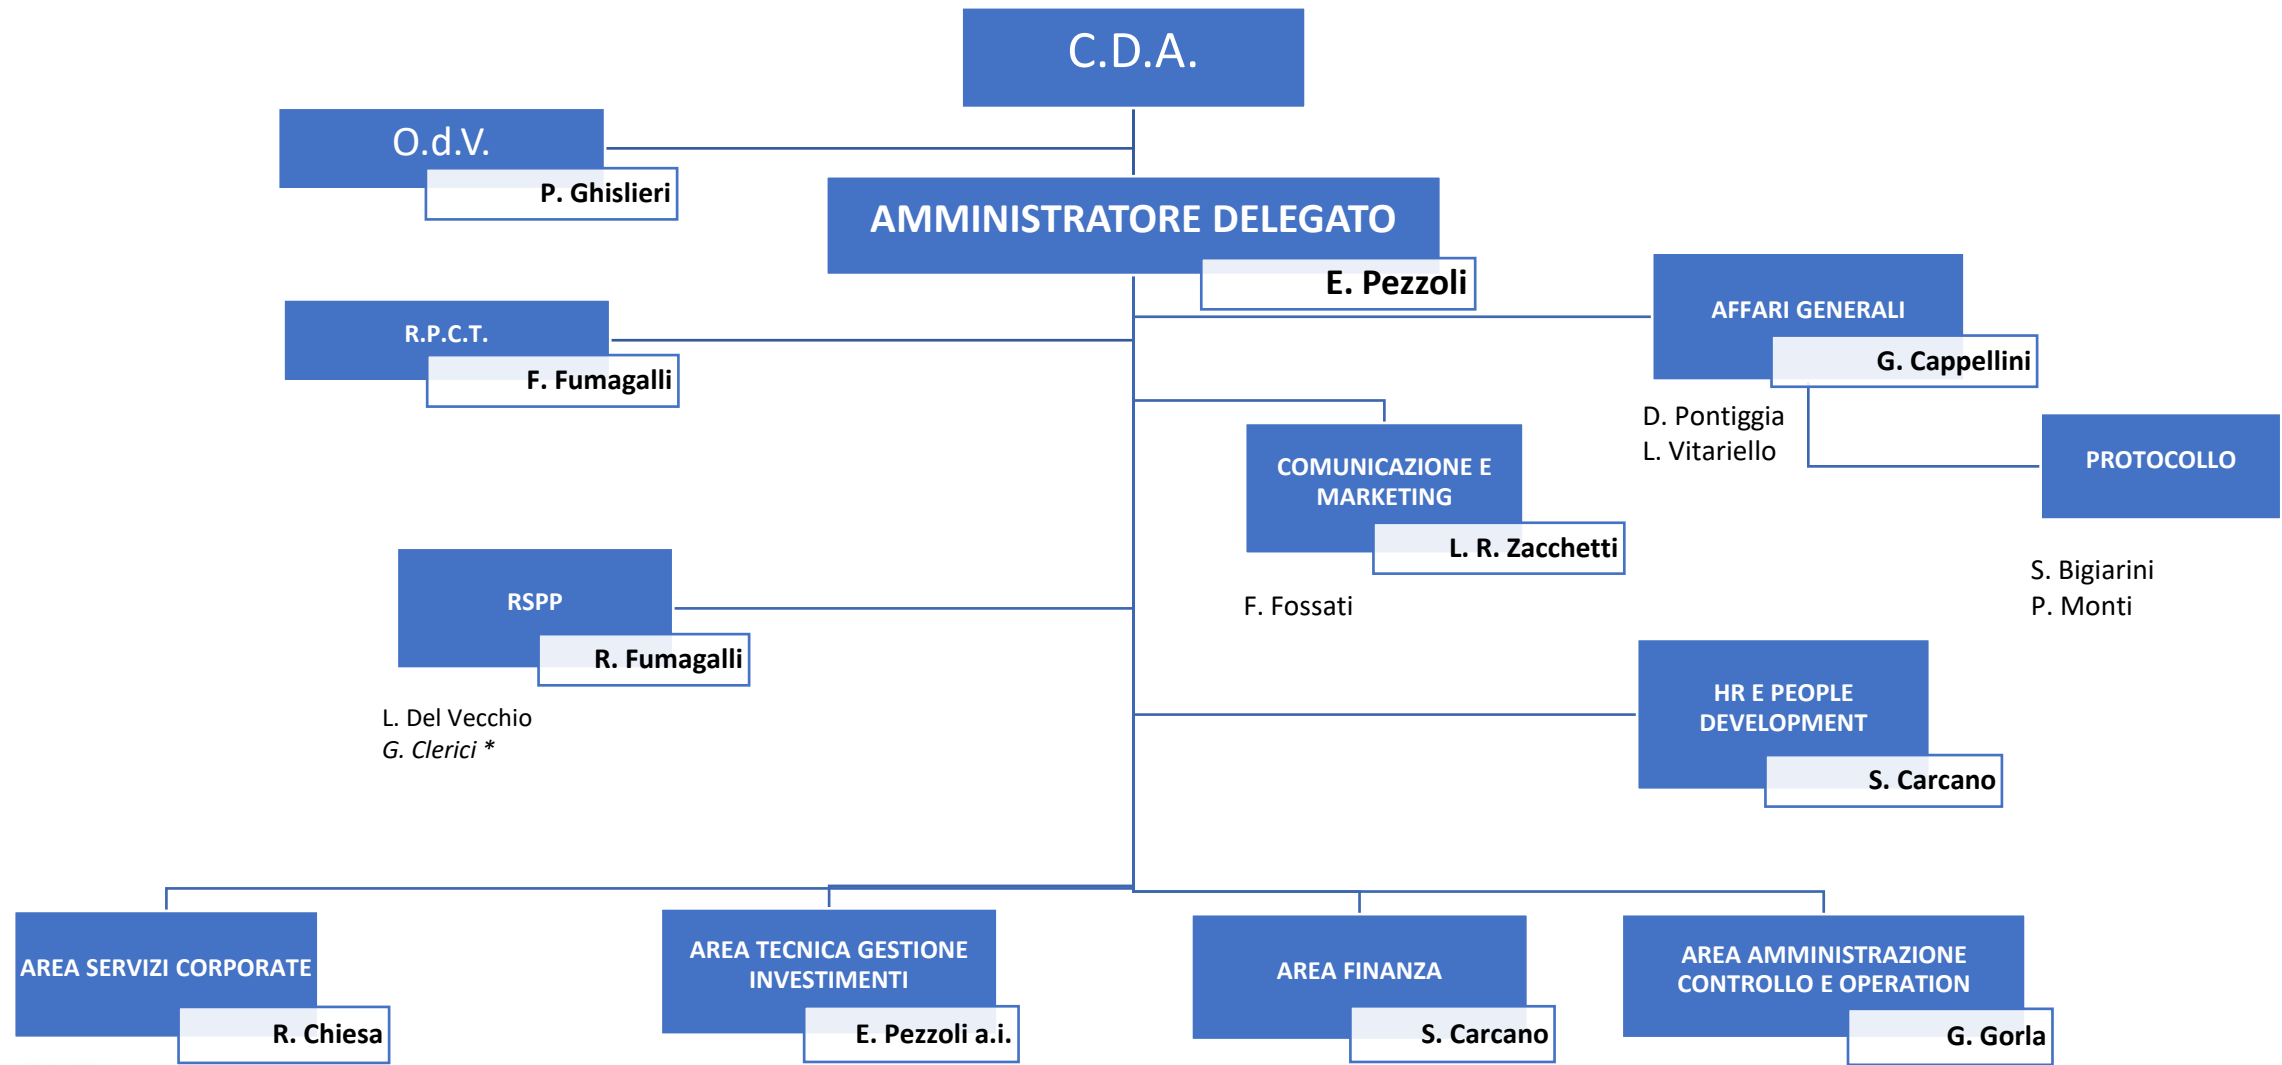 C.D.A.
O.d.V.
P. Ghislieri
AMMINISTRATORE DELEGATO
E. Pezzoli
AFFARI GENERALI
G. Cappellini
R.P.C.T.
F. Fumagalli
D. Pontiggia
L. Vitariello
PROTOCOLLO
COMUNICAZIONE E
MARKETING
L. R. Zacchetti
F. Fossati
S. Bigiarini
P. Monti
RSPP
R. Fumagalli
L. Del Vecchio
G. Clerici *
HR E PEOPLE
DEVELOPMENT
S. Carcano
AREA SERVIZI CORPORATE
R. Chiesa
AREA TECNICA GESTIONE
INVESTIMENTI
E. Pezzoli a.i.
AREA FINANZA
S. Carcano
AREA AMMINISTRAZIONE
CONTROLLO E OPERATION
G. Gorla